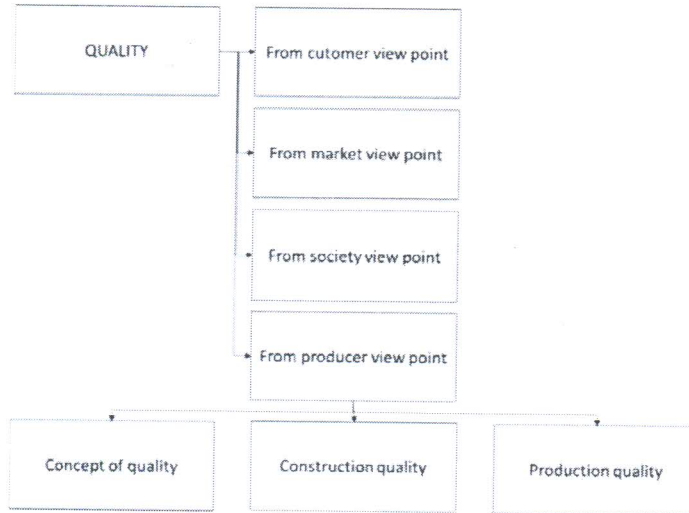 QUALITY
From cutomer view point
From market view point
From society view point
From producer view point
Concept of quality
Construction quality
Production quality